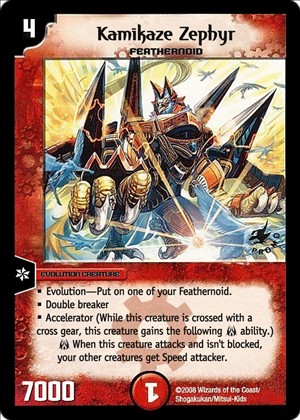 4
Kamikaze Zephyr
FEATHERNOID
EVOLUTION CREATURE
▪ Evolution—Put on one of your Feathernoid.
▪ Double breaker
▪ Accelerator (While this creature is crossed with a
cross gear, this creature gains the following ability.)
When this creature attacks and isn't blocked,
your other creatures get Speed attacker.
7000
1
©2008 Wizards of the Coast/
Shogakukan/Mitsui-Kids